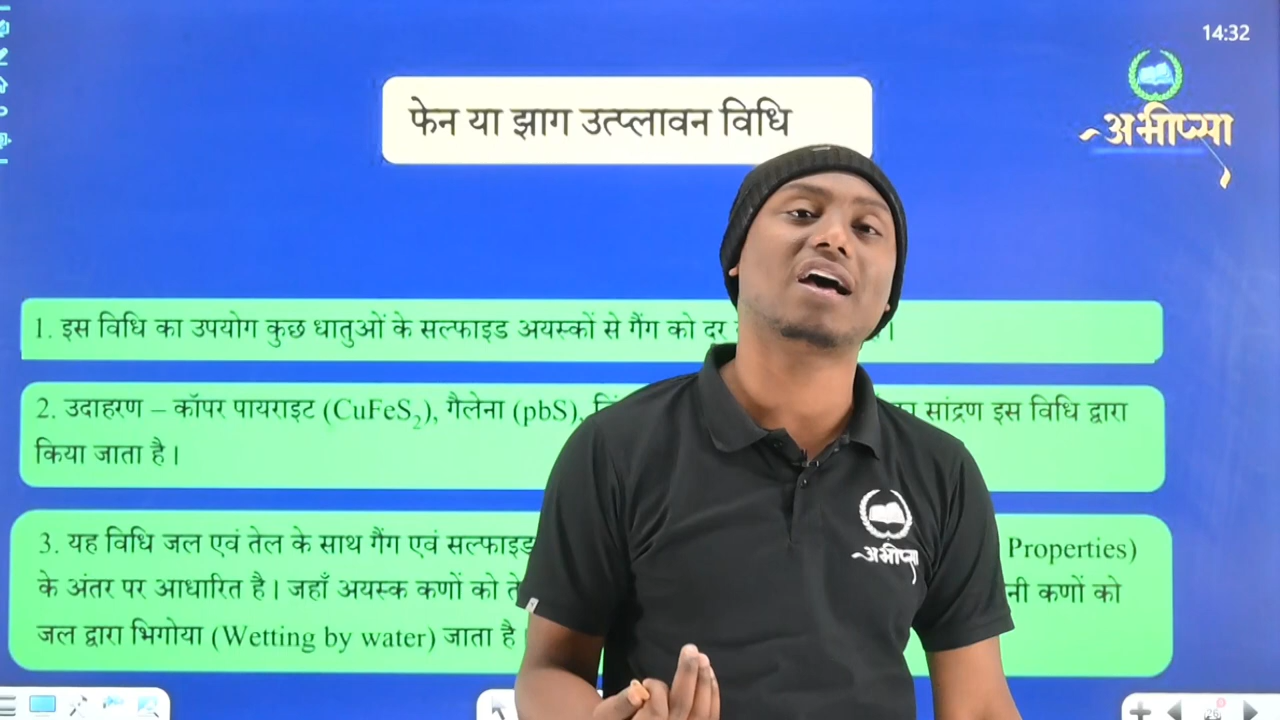 14:32
फेन या झाग उत्प्लावन विधि
अभीप्सा
1. इस विधि का उपयोग कुछ धातुओं के सल्फाइड अयस्कों से गैंग को दूर
2. उदाहरण – कॉपर पायराइट (CuFeS₂), गैलेना (pbS), सांद्रण इस विधि द्वारा
किया जाता है।
3. यह विधि जल एवं तेल के साथ गैंग एवं सल्फाइड Properties)
के अंतर पर आधारित है। जहाँ अयस्क कणों को कणों को
जल द्वारा भिगोया (Wetting by water) जाता है
अभीप्सा
26